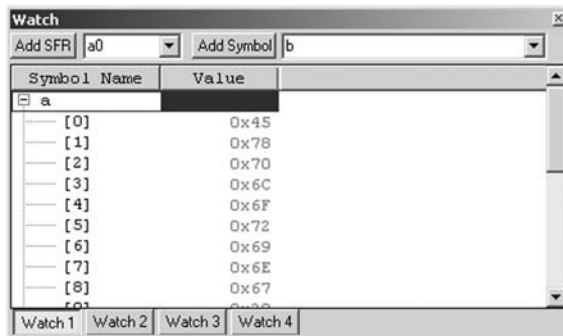 Watch
Add SFR a0 Add Symbol b
Symbol Name Value
a
[0] 0x45
[1] 0x78
[2] 0x70
[3] 0x6C
[4] 0x6F
[5] 0x72
[6] 0x69
[7] 0x6E
[8] 0x67
Watch 1 Watch 2 Watch 3 Watch 4